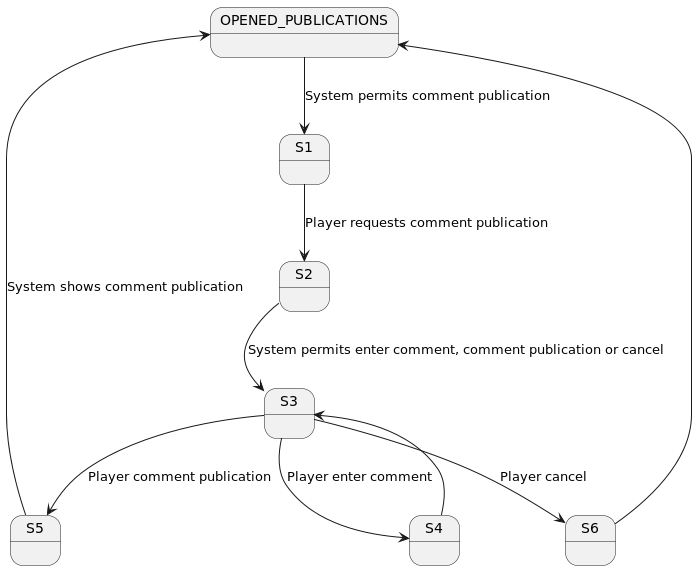 OPENED_PUBLICATIONS
System permits comment publication
S1
Player requests comment publication
S2
System shows comment publication
System permits enter comment, comment publication or cancel
S3
Player comment publication
Player enter comment
Player cancel
S5
S4
S6